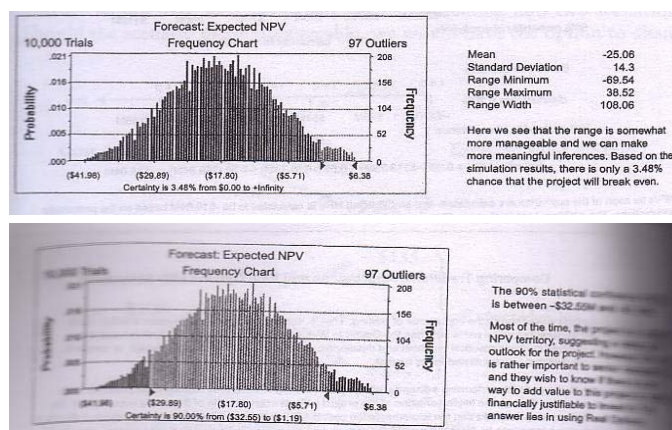 Forecast: Expected NPV
10,000 Trials Frequency Chart 97 Outliers
.021 208
.016 156
.010 104
.005 52
.000 0
Probability
Frequency
($41.98) ($29.89) ($17.80) ($5.71) $6.38
Certainty is 3.48% from $0.00 to +Infinity
Mean -25.06
Standard Deviation 14.3
Range Minimum -69.54
Range Maximum 38.52
Range Width 108.06
Here we see that the range is somewhat
more manageable and we can make
more meaningful inferences. Based on the
simulation results, there is only a 3.48%
chance that the project will break even.
Forecast: Expected NPV
Frequency Chart 97 Outliers
208
156
104
52
0
Probability
Frequency
($41.98) ($29.89) ($17.80) ($5.71) $6.38
Certainty is 90.00% from ($32.55) to ($1.19)
The 90% statistical
is between -$32.55
Most of the time, the
NPV territory, suggesting
outlook for the project
is rather important to
and they wish to know
way to add value to this
financially justifiable to
answer lies in using Real